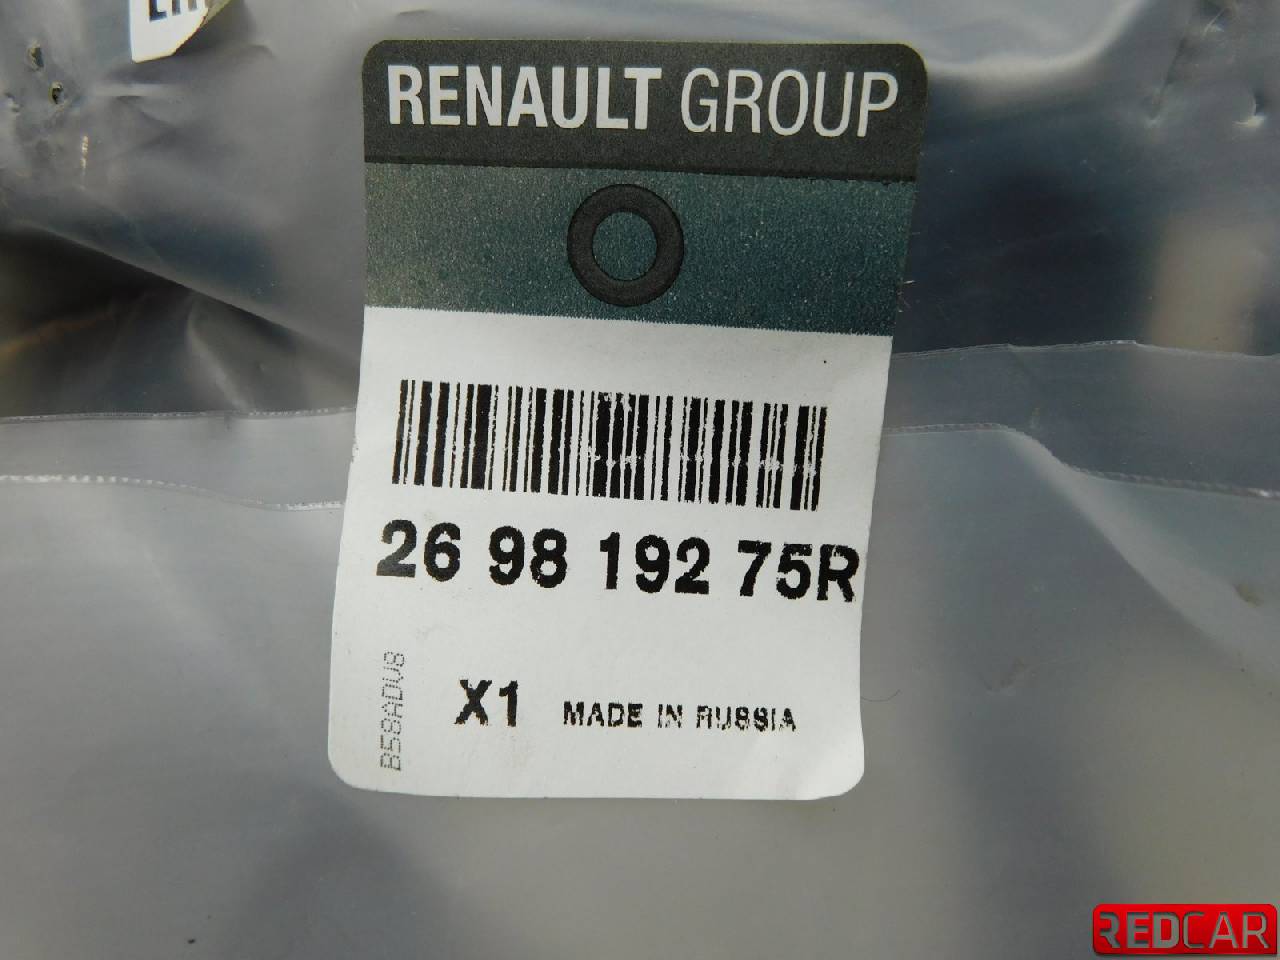 RENAULT GROUP
26 98 192 75R
B58ADU8
X1 MADE IN RUSSIA
REDCAR